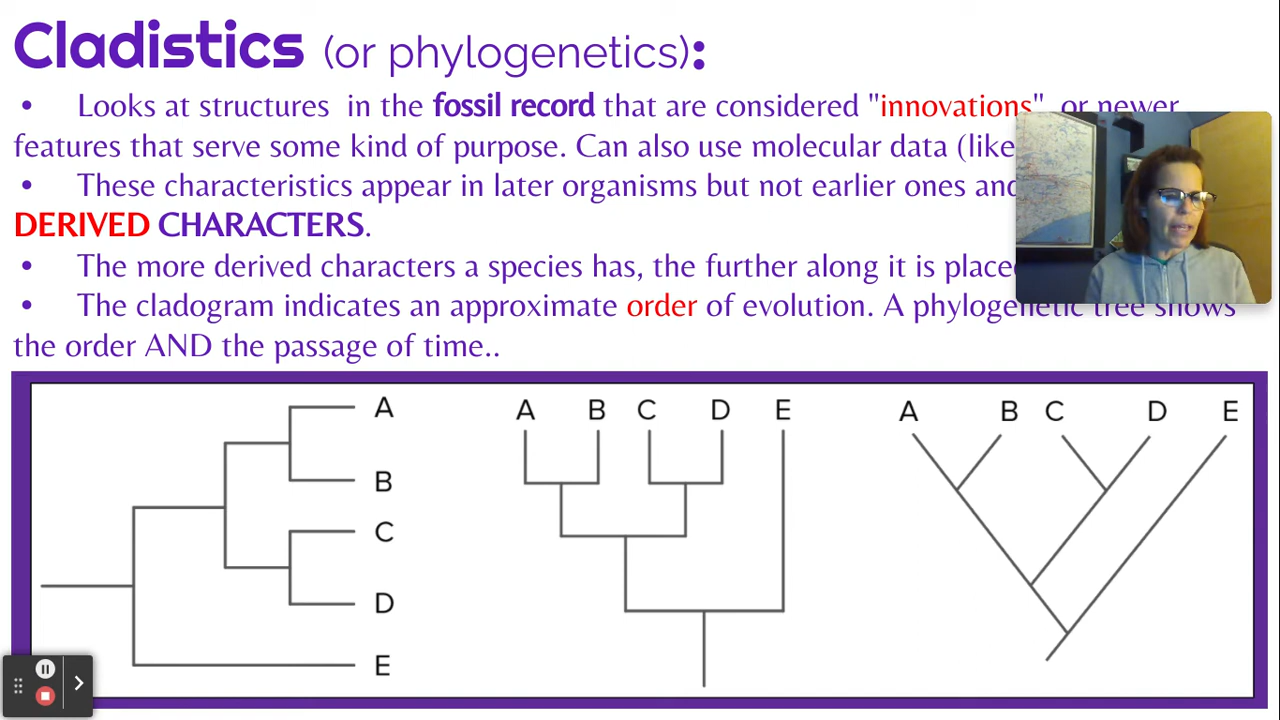 Cladistics (or phylogenetics):
• Looks at structures in the fossil record that are considered "innovations", or newer
features that serve some kind of purpose. Can also use molecular data (like
• These characteristics appear in later organisms but not earlier ones and
DERIVED CHARACTERS.
• The more derived characters a species has, the further along it is place
• The cladogram indicates an approximate order of evolution. A phylogenetic tree shows
the order AND the passage of time..
A
B
C
D
E
A B C D E
A B C D E